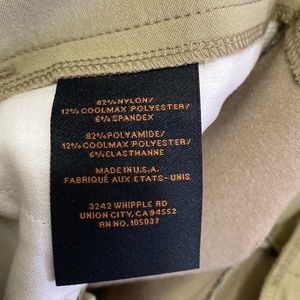 82% NYLON/
12% COOLMAX POLYESTER/
6% SPANDEX
82% POLYAMIDE/
12% COOLMAX POLYESTER/
6% ELASTHANNE
MADE IN U.S.A.
FABRIQUÉ AUX ETATS - UNIS
3242 WHIPPLE RD
UNION CITY, CA 94552
RN NO. 105037